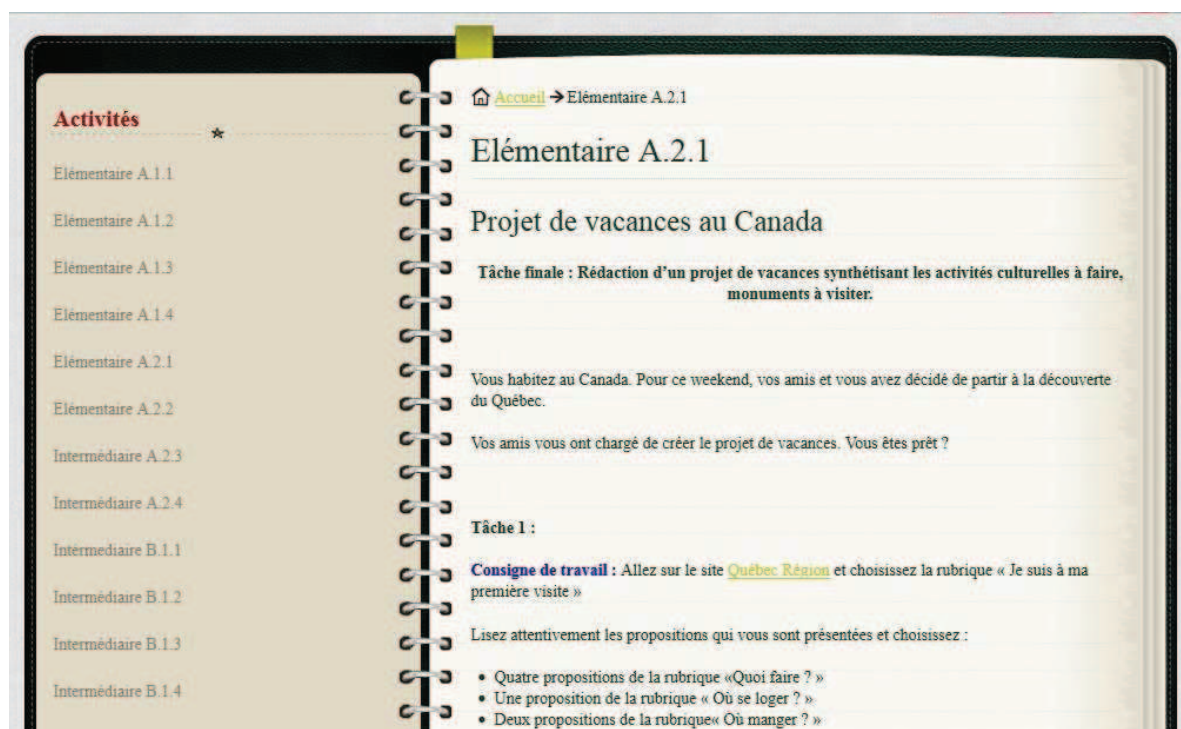 Activités
Elémentaire A.1.1
Elémentaire A.1.2
Elémentaire A.1.3
Elémentaire A.1.4
Elémentaire A.2.1
Elémentaire A.2.2
Intermédiaire A.2.3
Intermédiaire A.2.4
Intérmediaire B.1.1
Intermédiaire B.1.2
Intermédiaire B.1.3
Intermédiaire B.1.4
Accueil → Elémentaire A.2.1
Elémentaire A.2.1
Projet de vacances au Canada
Tâche finale : Rédaction d’un projet de vacances synthétisant les activités culturelles à faire,
monuments à visiter.
Vous habitez au Canada. Pour ce weekend, vos amis et vous avez décidé de partir à la découverte
du Québec.
Vos amis vous ont chargé de créer le projet de vacances. Vous êtes prêt ?
Tâche 1 :
Consigne de travail : Allez sur le site Québec Région et choisissez la rubrique « Je suis à ma
première visite »
Lisez attentivement les propositions qui vous sont présentées et choisissez :
• Quatre propositions de la rubrique «Quoi faire ? »
• Une proposition de la rubrique « Où se loger ? »
• Deux propositions de la rubrique« Où manger ? »